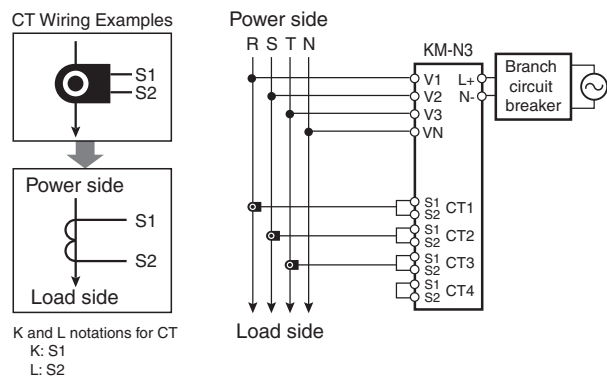 CT Wiring Examples
S1
S2
Power side
S1
S2
Load side
K and L notations for CT
K: S1
L: S2
Power side
R S T N
KM-N3
V1 L+
V2 N-
V3
VN
Branch
circuit
breaker
S1
S2 CT1
S1
S2 CT2
S1
S2 CT3
S1
S2 CT4
Load side